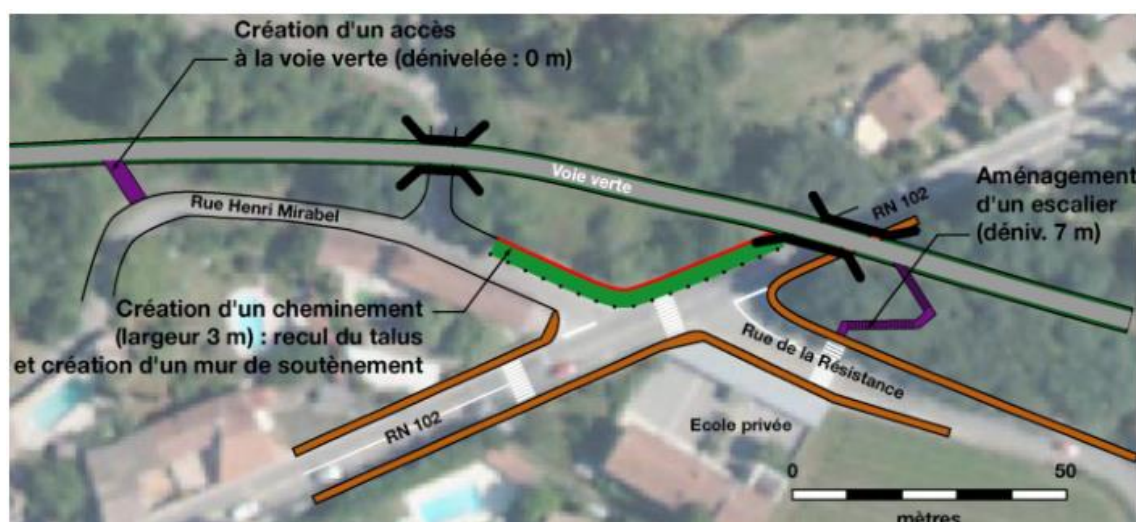 Création d'un accès
à la voie verte (dénivelée : 0 m)
Voie verte
RN 102
Aménagement
d'un escalier
(déniv. 7 m)
Rue Henri Mirabel
Création d'un cheminement
(largeur 3 m) : recul du talus
et création d'un mur de soutènement
Rue de la Résistance
RN 102
Ecole privée
0 50
mètres